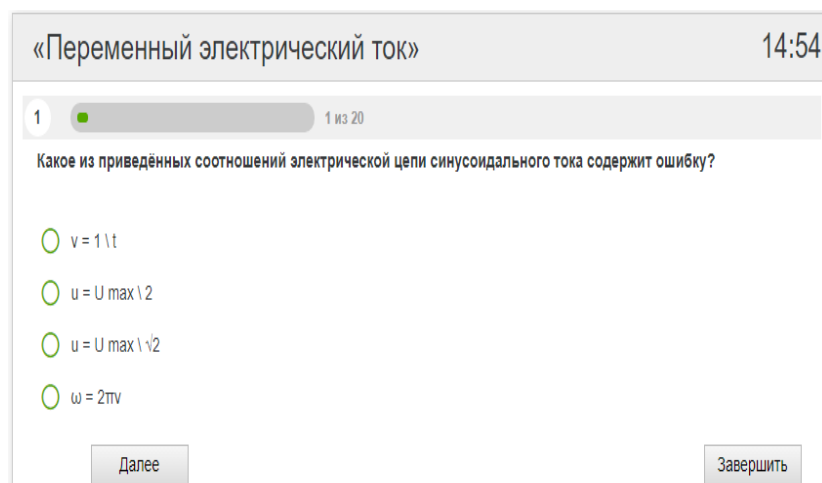 «Переменный электрический ток»
14:54
1
1 из 20
Какое из приведённых соотношений электрической цепи синусоидального тока содержит ошибку?
v = 1 \ t
u = U max \ 2
u = U max \ √2
ω = 2πv
Далее
Завершить